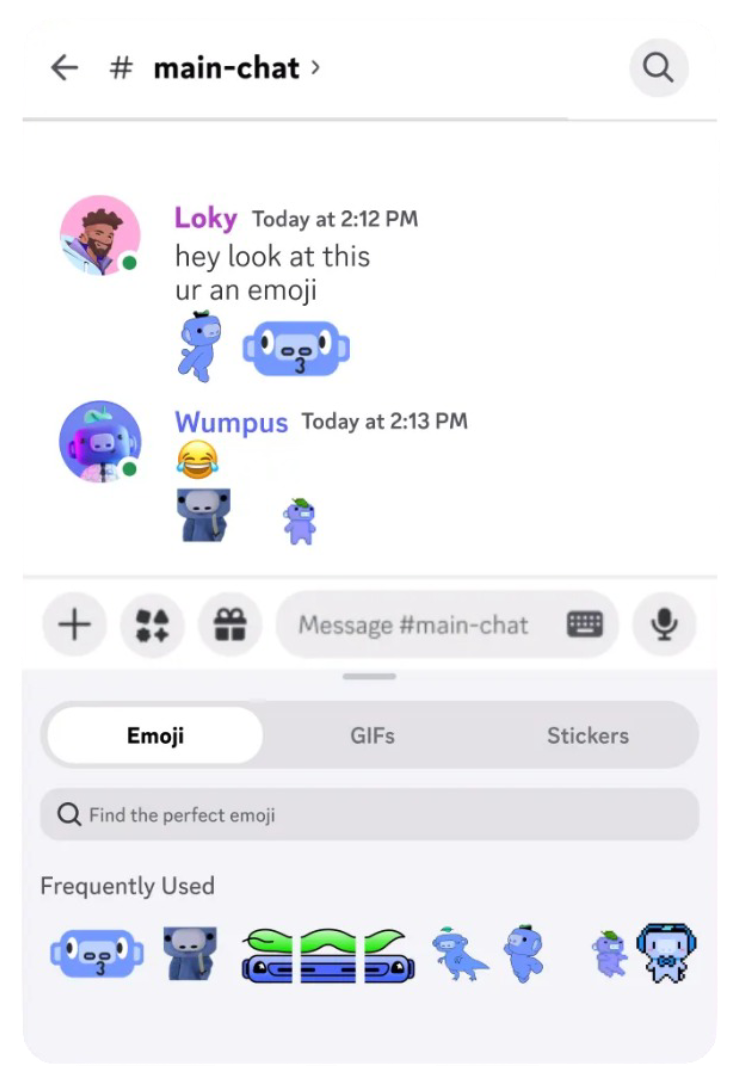 # main-chat
Loky Today at 2:12 PM
hey look at this
ur an emoji
Wumpus Today at 2:13 PM
Message #main-chat
Emoji GIFs Stickers
Find the perfect emoji
Frequently Used